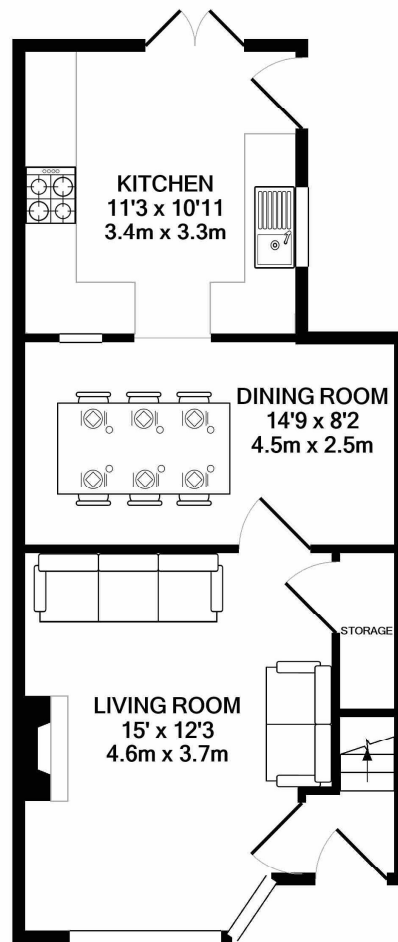 KITCHEN
11'3 x 10'11
3.4m x 3.3m
DINING ROOM
14'9 x 8'2
4.5m x 2.5m
STORAGE
LIVING ROOM
15' x 12'3
4.6m x 3.7m